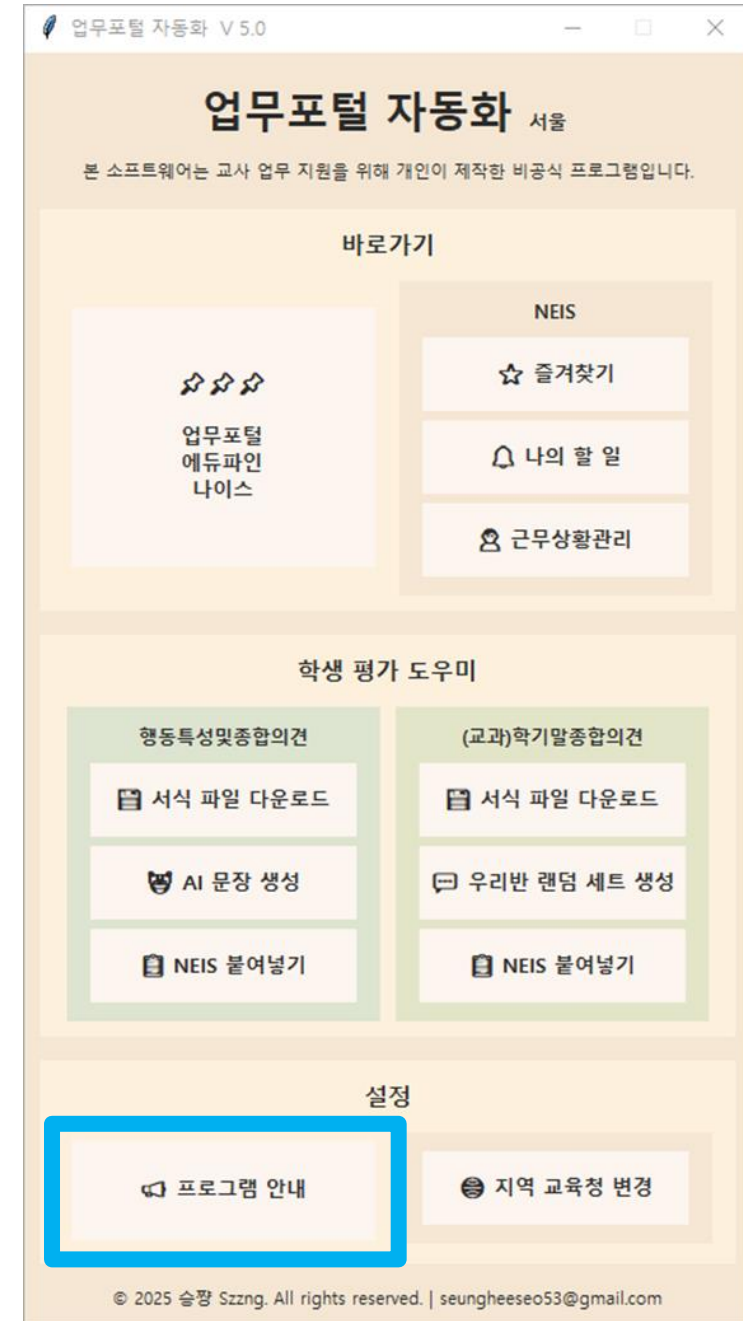 업무포털 자동화 V 5.0
업무포털 자동화 서울
본 소프트웨어는 교사 업무 지원을 위해 개인이 제작한 비공식 프로그램입니다.
바로가기
업무포털
에듀파인
나이스
NEIS
즐겨찾기
나의 할 일
근무상황관리
학생 평가 도우미
행동특성및종합의견
서식 파일 다운로드
AI 문장 생성
NEIS 붙여넣기
(교과)학기말종합의견
서식 파일 다운로드
우리반 랜덤 세트 생성
NEIS 붙여넣기
설정
프로그램 안내
지역 교육청 변경
© 2025 승짱 Szzng. All rights reserved. | seungheeseo53@gmail.com